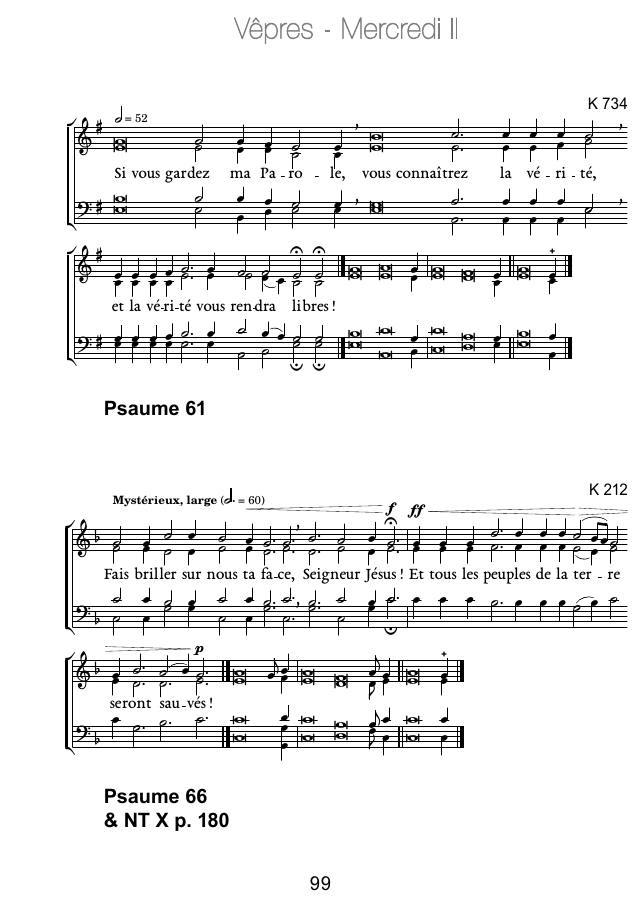 Vêpres - Mercredi II
K 734
= 52
Si vous gardez ma Pa - ro - le, vous connaîtrez la vé - ri - té,
et la vé-ri-té vous ren-dra libres !
Psaume 61
K 212
Mystérieux, large ( = 60)
f ff
Fais briller sur nous ta fa-ce, Seigneur Jésus ! Et tous les peuples de la ter - re
p
seront sau-vés !
Psaume 66
& NT X p. 180
99